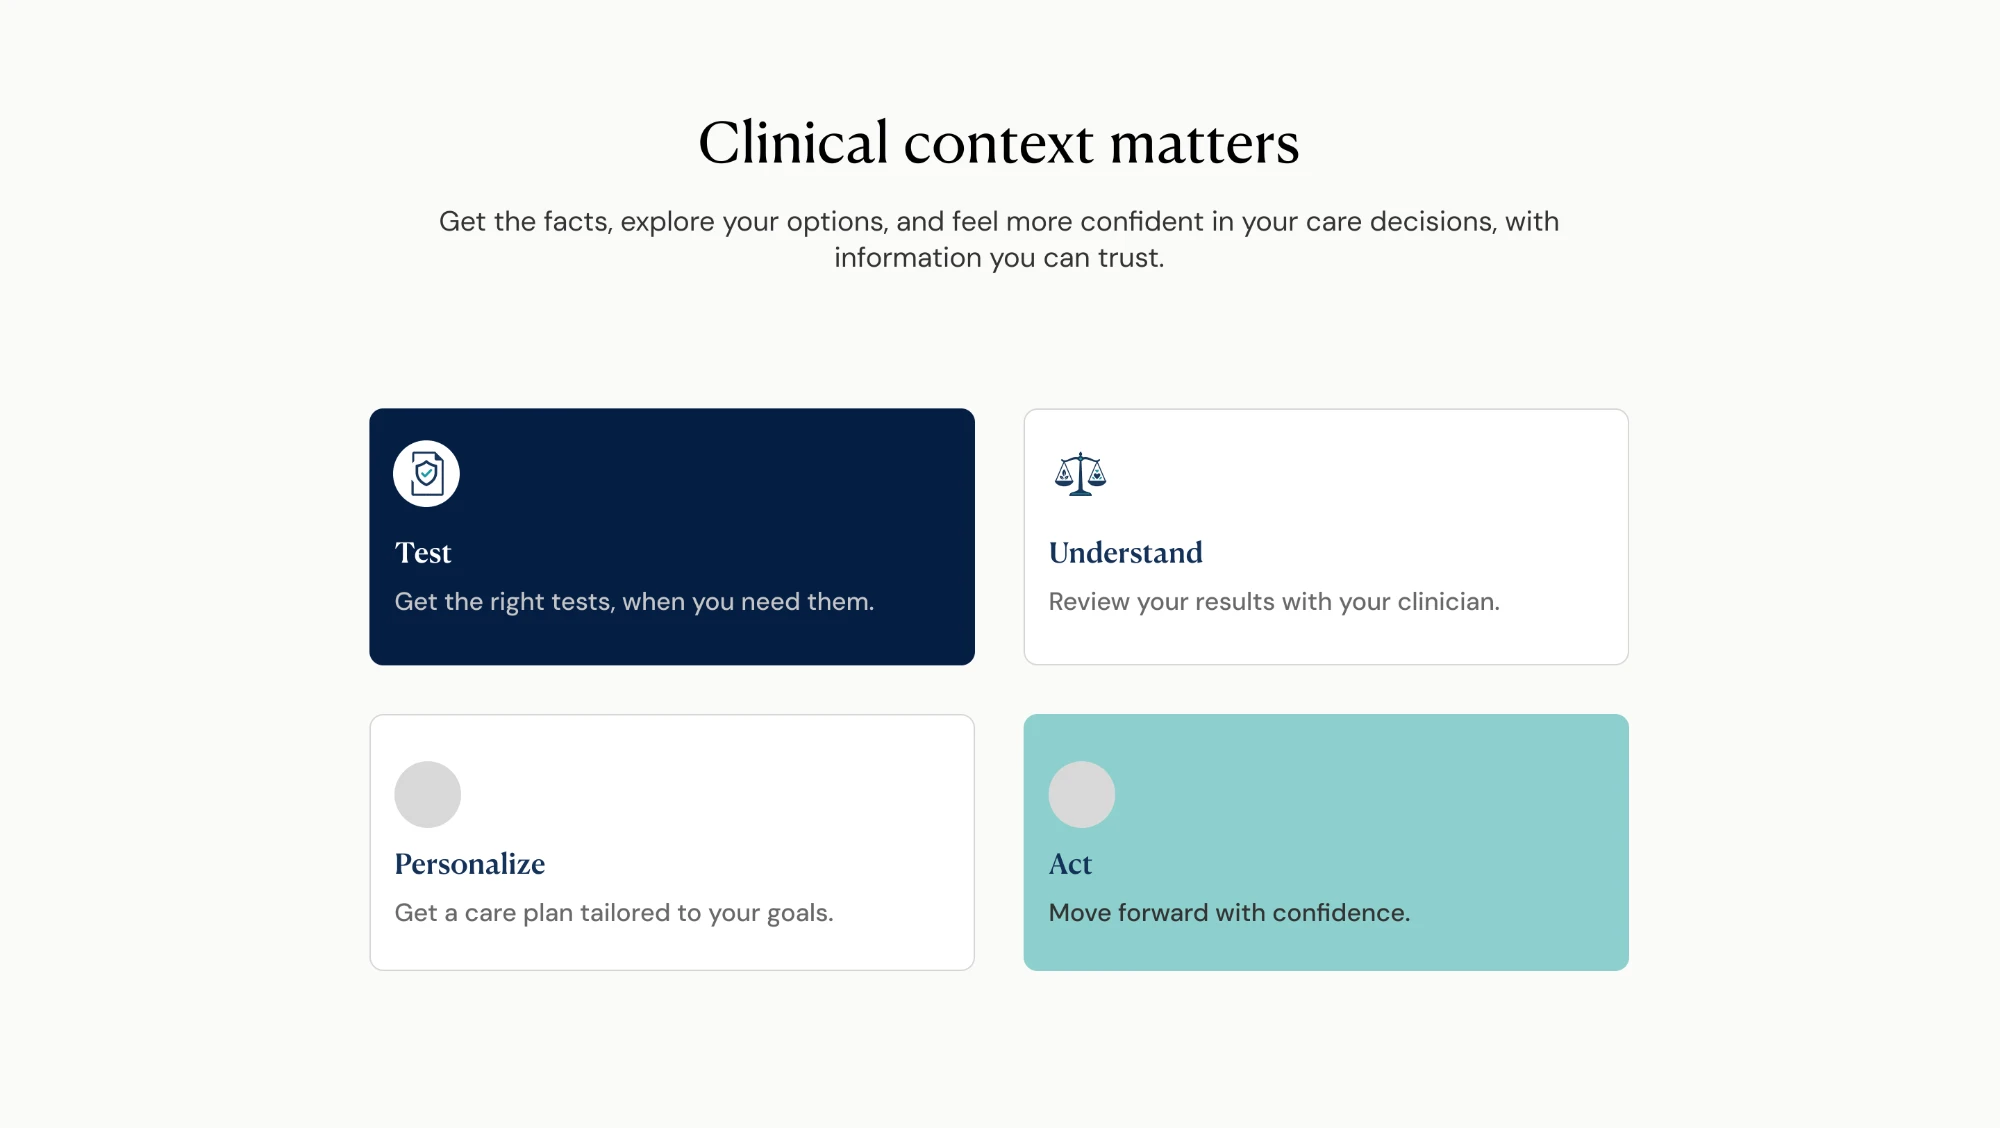 Clinical context matters
Get the facts, explore your options, and feel more confident in your care decisions, with
information you can trust.
Test
Get the right tests, when you need them.
Understand
Review your results with your clinician.
Personalize
Get a care plan tailored to your goals.
Act
Move forward with confidence.